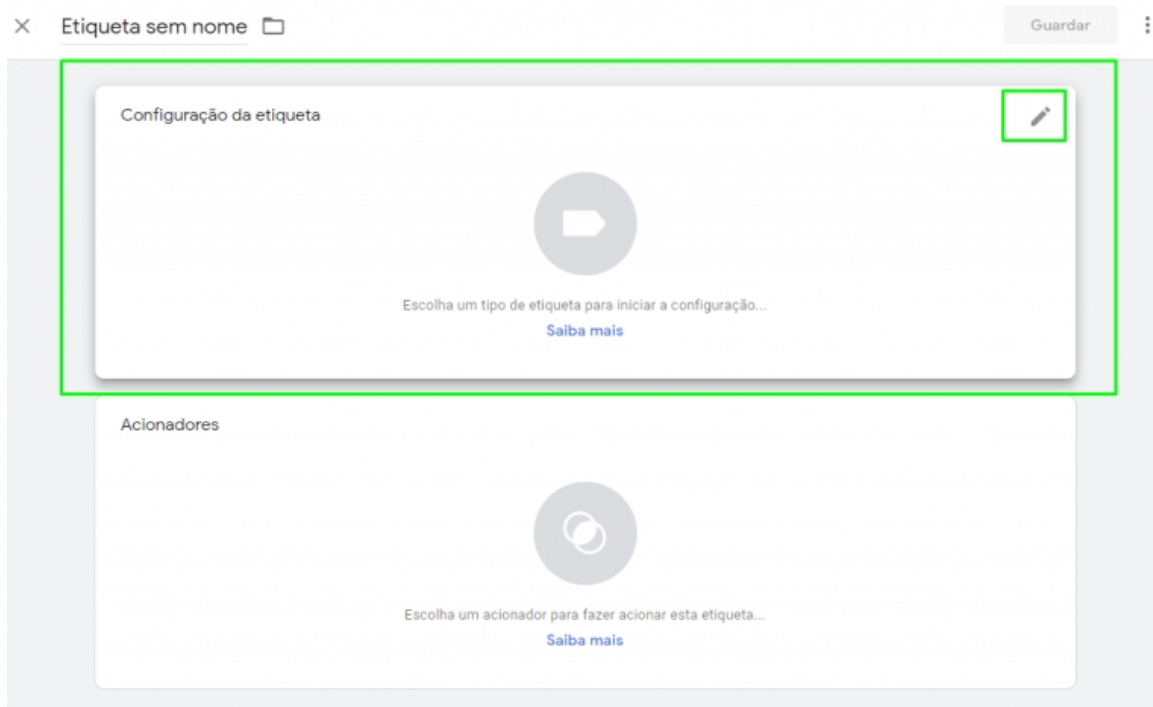 Etiqueta sem nome
Guardar
Configuração da etiqueta
Escolha um tipo de etiqueta para iniciar a configuração...
Saiba mais
Acionadores
Escolha um acionador para fazer acionar esta etiqueta...
Saiba mais